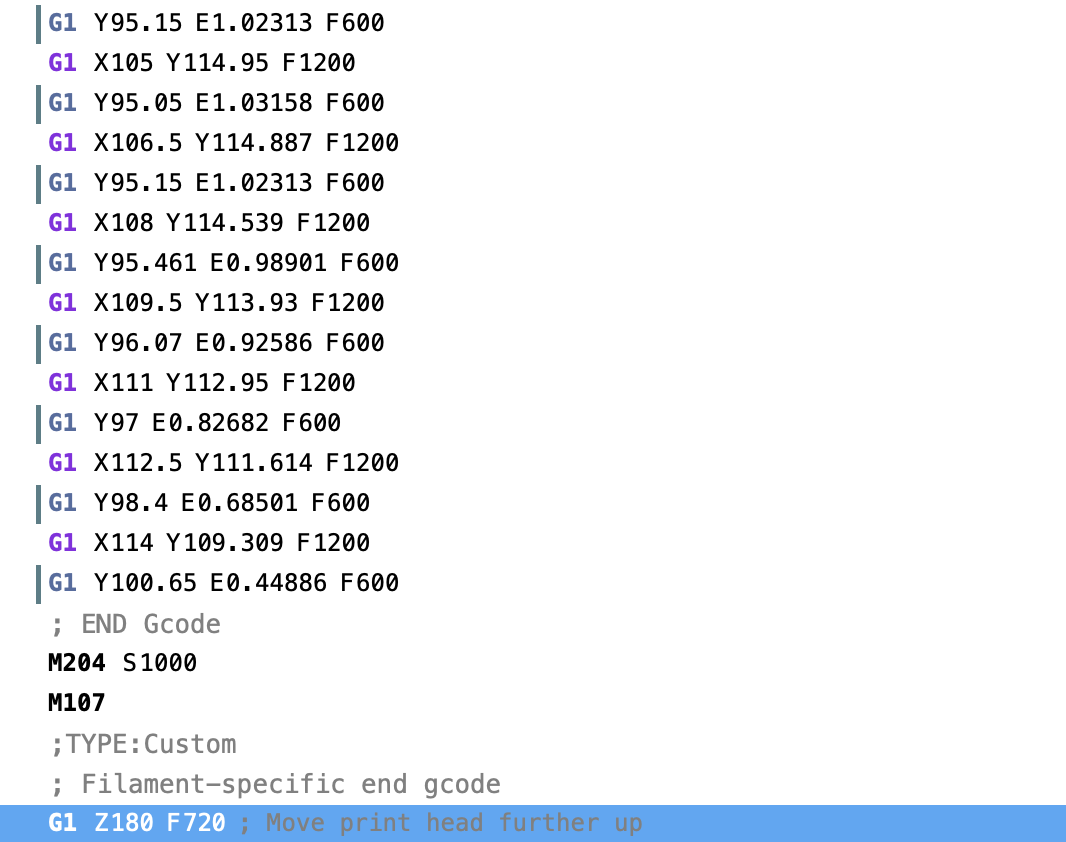 G1 Y95.15 E1.02313 F600
G1 X105 Y114.95 F1200
G1 Y95.05 E1.03158 F600
G1 X106.5 Y114.887 F1200
G1 Y95.15 E1.02313 F600
G1 X108 Y114.539 F1200
G1 Y95.461 E0.98901 F600
G1 X109.5 Y113.93 F1200
G1 Y96.07 E0.92586 F600
G1 X111 Y112.95 F1200
G1 Y97 E0.82682 F600
G1 X112.5 Y111.614 F1200
G1 Y98.4 E0.68501 F600
G1 X114 Y109.309 F1200
G1 Y100.65 E0.44886 F600
; END Gcode
M204 S1000
M107
;TYPE:Custom
; Filament-specific end gcode
G1 Z180 F720 ; Move print head further up